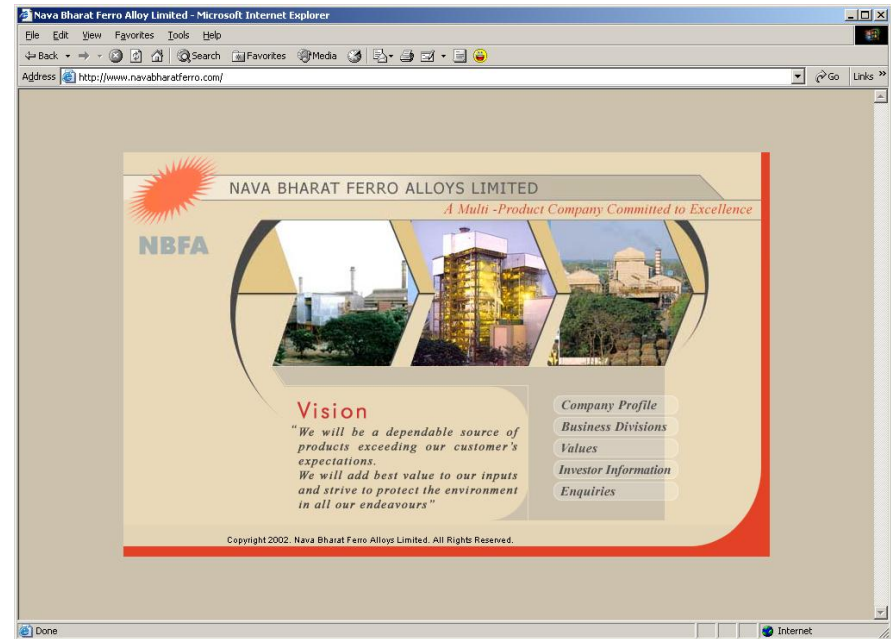 Nava Bharat Ferro Alloy Limited - Microsoft Internet Explorer
File Edit View Favorites Tools Help
Back Search Favorites Media
Address http://www.navabharatferro.com/ Go Links »
NAVA BHARAT FERRO ALLOYS LIMITED
A Multi -Product Company Committed to Excellence
NBFA
Vision
"We will be a dependable source of
products exceeding our customer's
expectations.
We will add best value to our inputs
and strive to protect the environment
in all our endeavours"
Company Profile
Business Divisions
Values
Investor Information
Enquiries
Copyright 2002. Nava Bharat Ferro Alloys Limited. All Rights Reserved.
Done Internet